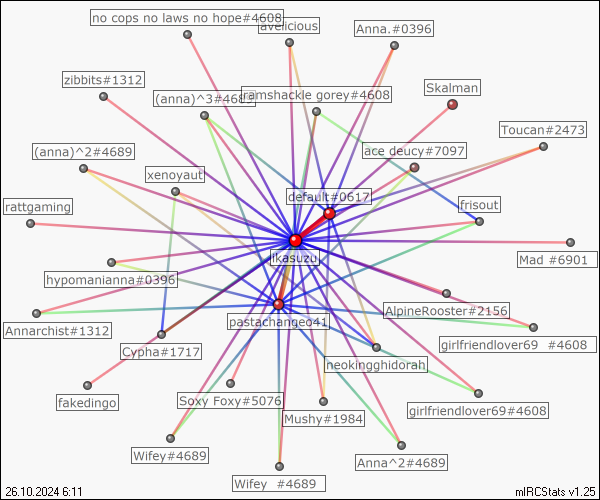 no cops no laws no hope#4608
avelicious
Anna.#0396
zibbits#1312
(anna)^3#4689
ramshackle gorey#4608
Skalman
Toucan#2473
(anna)^2#4689
xenoyaut
ace deucy#7097
rattgaming
default#0617
frisout
ikasuzu
Mad #6901
hypomanianna#0396
AlpineRooster#2156
Annarchist#1312
pastachangeo41
girlfriendlover69 #4608
Cypha#1717
neokingghidorah
fakedingo
Soxy Foxy#5076
Mushy#1984
girlfriendlover69#4608
Wifey#4689
Anna^2#4689
Wifey #4689
26.10.2024 6:11
mIRCStats v1.25